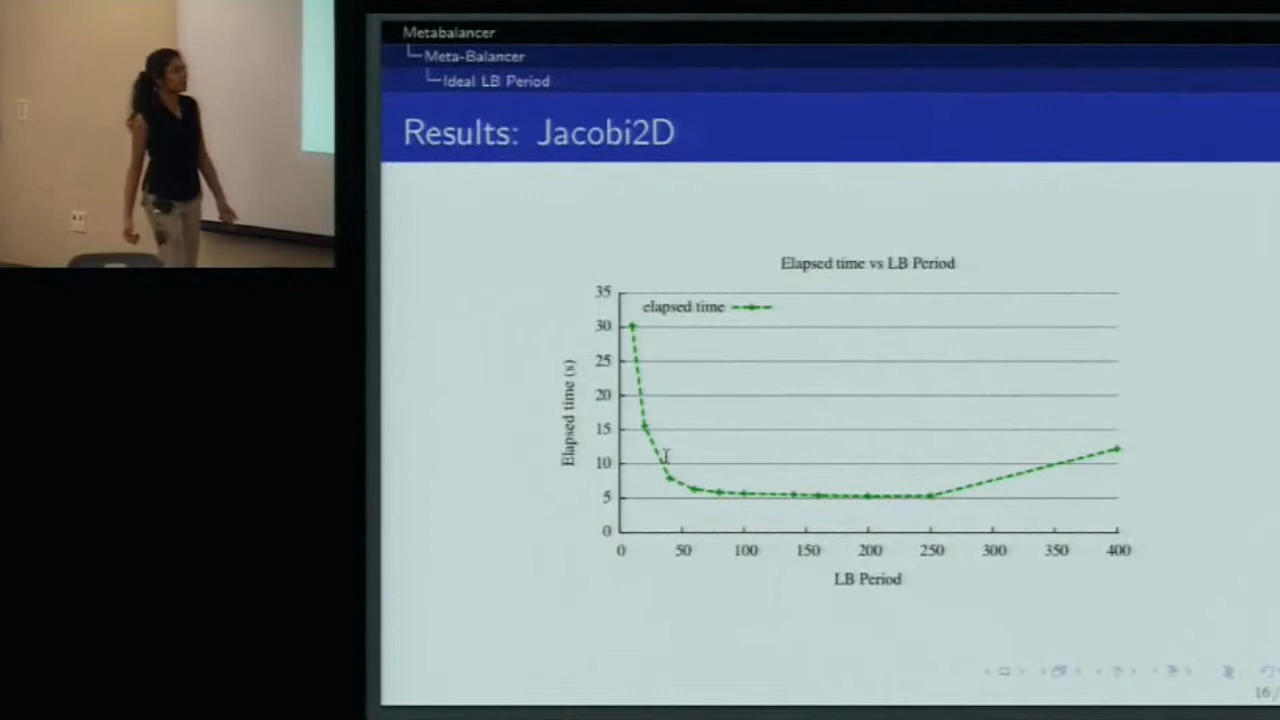 Metabalancer
Meta-Balancer
Ideal LB Period
Results: Jacobi2D
Elapsed time vs LB Period
elapsed time
35
30
25
20
15
10
5
0
Elapsed time (s)
0 50 100 150 200 250 300 350 400
LB Period
16 /